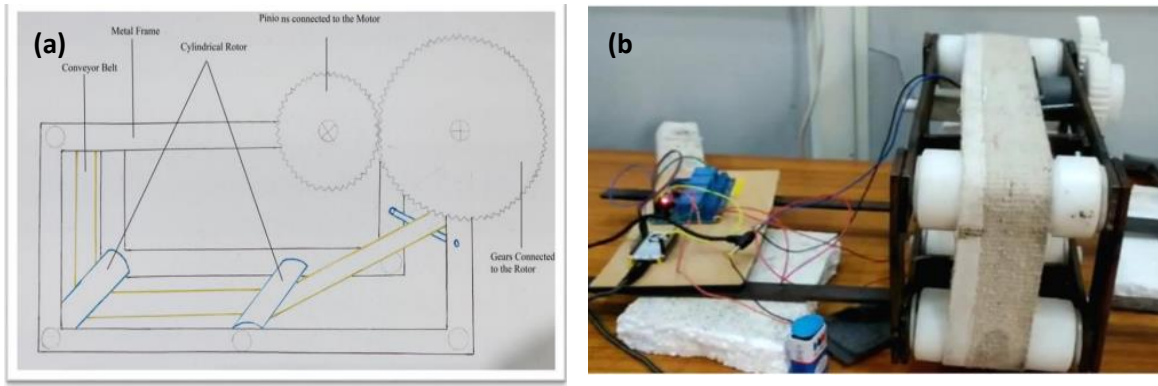 (a)
Metal Frame
Conveyor Belt
Cylindrical Rotor
Pinio ns connected to the Motor
Gears Connected
to the Rotor
(b